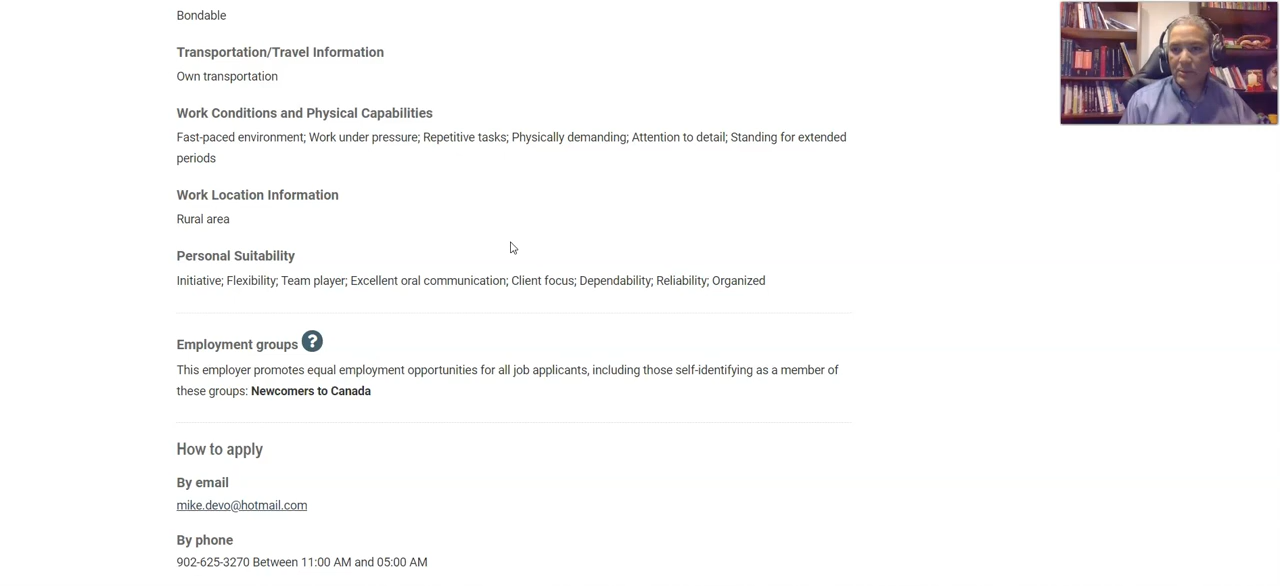 Bondable
Transportation/Travel Information
Own transportation
Work Conditions and Physical Capabilities
Fast-paced environment; Work under pressure; Repetitive tasks; Physically demanding; Attention to detail; Standing for extended
periods
Work Location Information
Rural area
Personal Suitability
Initiative; Flexibility; Team player; Excellent oral communication; Client focus; Dependability; Reliability; Organized
Employment groups ?
This employer promotes equal employment opportunities for all job applicants, including those self-identifying as a member of
these groups: Newcomers to Canada
How to apply
By email
mike.devo@hotmail.com
By phone
902-625-3270 Between 11:00 AM and 05:00 AM